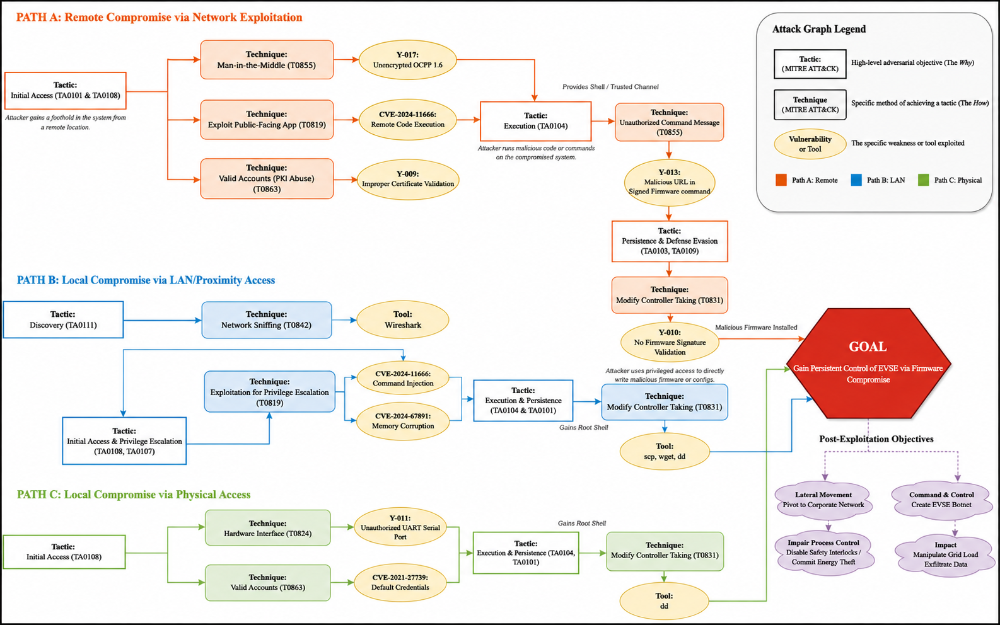 PATH A: Remote Compromise via Network Exploitation
Tactic:
Initial Access (TA0101 & TA0108)
Attacker gains a foothold in the system from
a remote location.
Technique:
Man-in-the-Middle (T0855)
Y-017:
Unencrypted OCPP 1.6
Technique:
Exploit Public-Facing App (T0819)
CVE-2024-11666:
Remote Code Execution
Technique:
Valid Accounts (PKI Abuse)
(T0863)
Y-009:
Improper Certificate Validation
Provides Shell / Trusted Channel
Tactic:
Execution (TA0104)
Attacker runs malicious code or commands
on the compromised system.
Technique:
Unauthorized Command Message
(T0855)
Y-013:
Malicious URL in
Signed Firmware command
Tactic:
Persistence & Defense Evasion
(TA0103, TA0109)
Technique:
Modify Controller Taking (T0831)
Y-010:
No Firmware Signature
Validation
Malicious Firmware Installed
Attack Graph Legend
Tactic:
(MITRE ATT&CK)
High-level adversarial objective (The Why)
Technique
(MITRE ATT&CK)
Specific method of achieving a tactic (The How)
Vulnerability
or Tool
The specific weakness or tool exploited
Path A: Remote
Path B: LAN
Path C: Physical
PATH B: Local Compromise via LAN/Proximity Access
Tactic:
Discovery (TA0111)
Technique:
Network Sniffing (T0842)
Tool:
Wireshark
Tactic:
Initial Access & Privilege Escalation
(TA0108, TA0107)
Technique:
Exploitation for Privilege Escalation
(T0819)
CVE-2024-11666:
Command Injection
CVE-2024-67891:
Memory Corruption
Tactic:
Execution & Persistence
(TA0104 & TA0101)
Gains Root Shell
Attacker uses privileged access to directly
write malicious firmware or configs.
Technique:
Modify Controller Taking (T0831)
Tool:
scp, wget, dd
GOAL
Gain Persistent Control of EVSE via Firmware
Compromise
Post-Exploitation Objectives
Lateral Movement
Pivot to Corporate Network
Command & Control
Create EVSE Botnet
Impair Process Control
Disable Safety Interlocks /
Commit Energy Theft
Impact
Manipulate Grid Load
Exfiltrate Data
PATH C: Local Compromise via Physical Access
Tactic:
Initial Access (TA0108)
Technique:
Hardware Interface (T0824)
Y-011:
Unauthorized UART Serial
Port
Technique:
Valid Accounts (T0863)
CVE-2021-27739:
Default Credentials
Tactic:
Execution & Persistence (TA0104,
TA0101)
Gains Root Shell
Technique:
Modify Controller Taking (T0831)
Tool:
dd